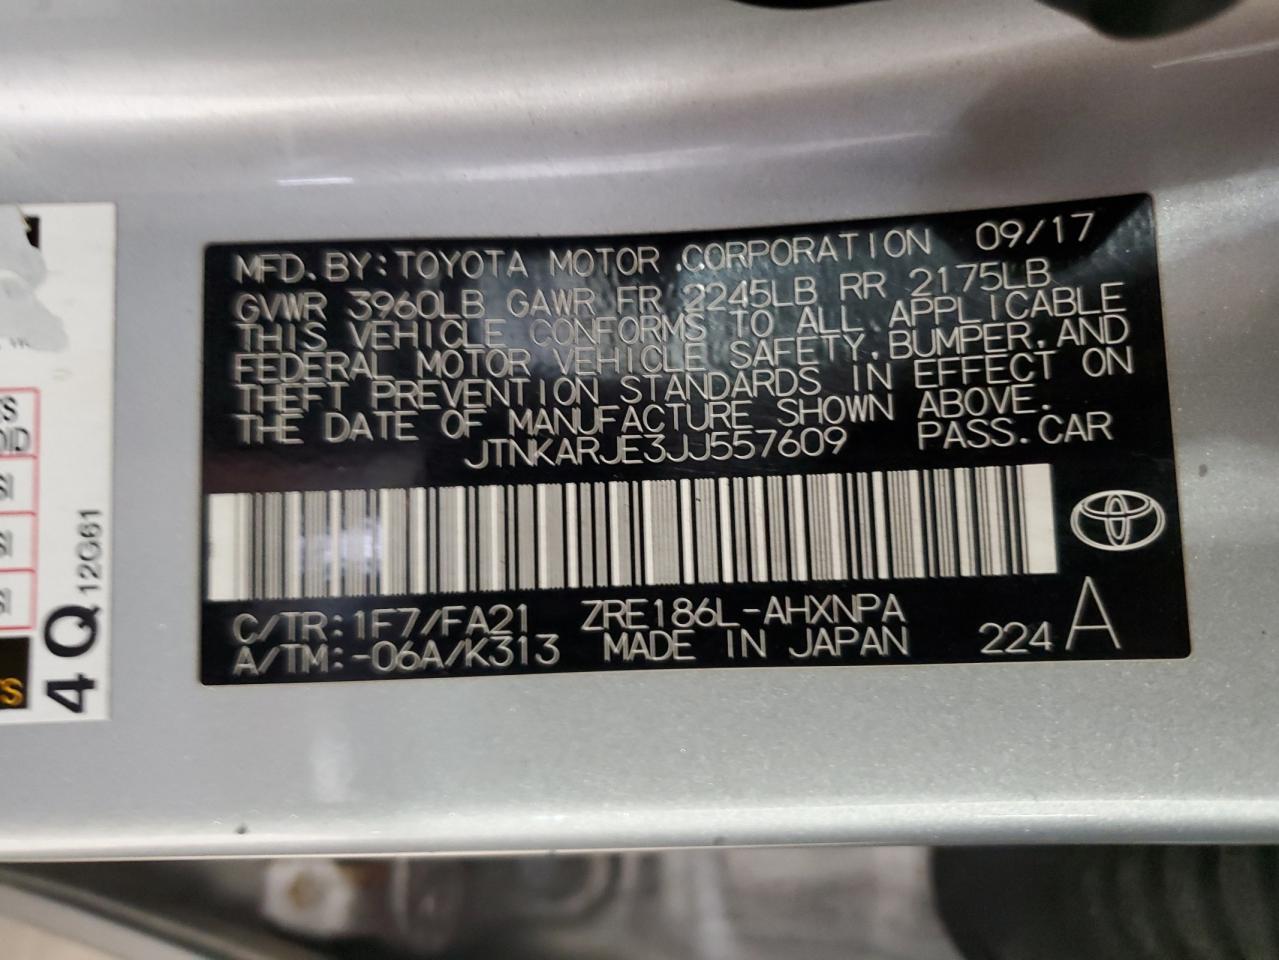 MFD. BY: TOYOTA MOTOR CORPORATION 09/17
GVWR 3960LB GAWR FR 2245LB RR 2175LB
THIS VEHICLE CONFORMS TO ALL APPLICABLE
FEDERAL MOTOR VEHICLE SAFETY, BUMPER, AND
THEFT PREVENTION STANDARDS IN EFFECT ON
THE DATE OF MANUFACTURE SHOWN ABOVE.
JTNKARJE3JJ557609 PASS. CAR
C/TR: 1F7/FA21 ZRE186L-AHXNPA
A/TM: -06A/K313 MADE IN JAPAN 224 A
4Q 12G61